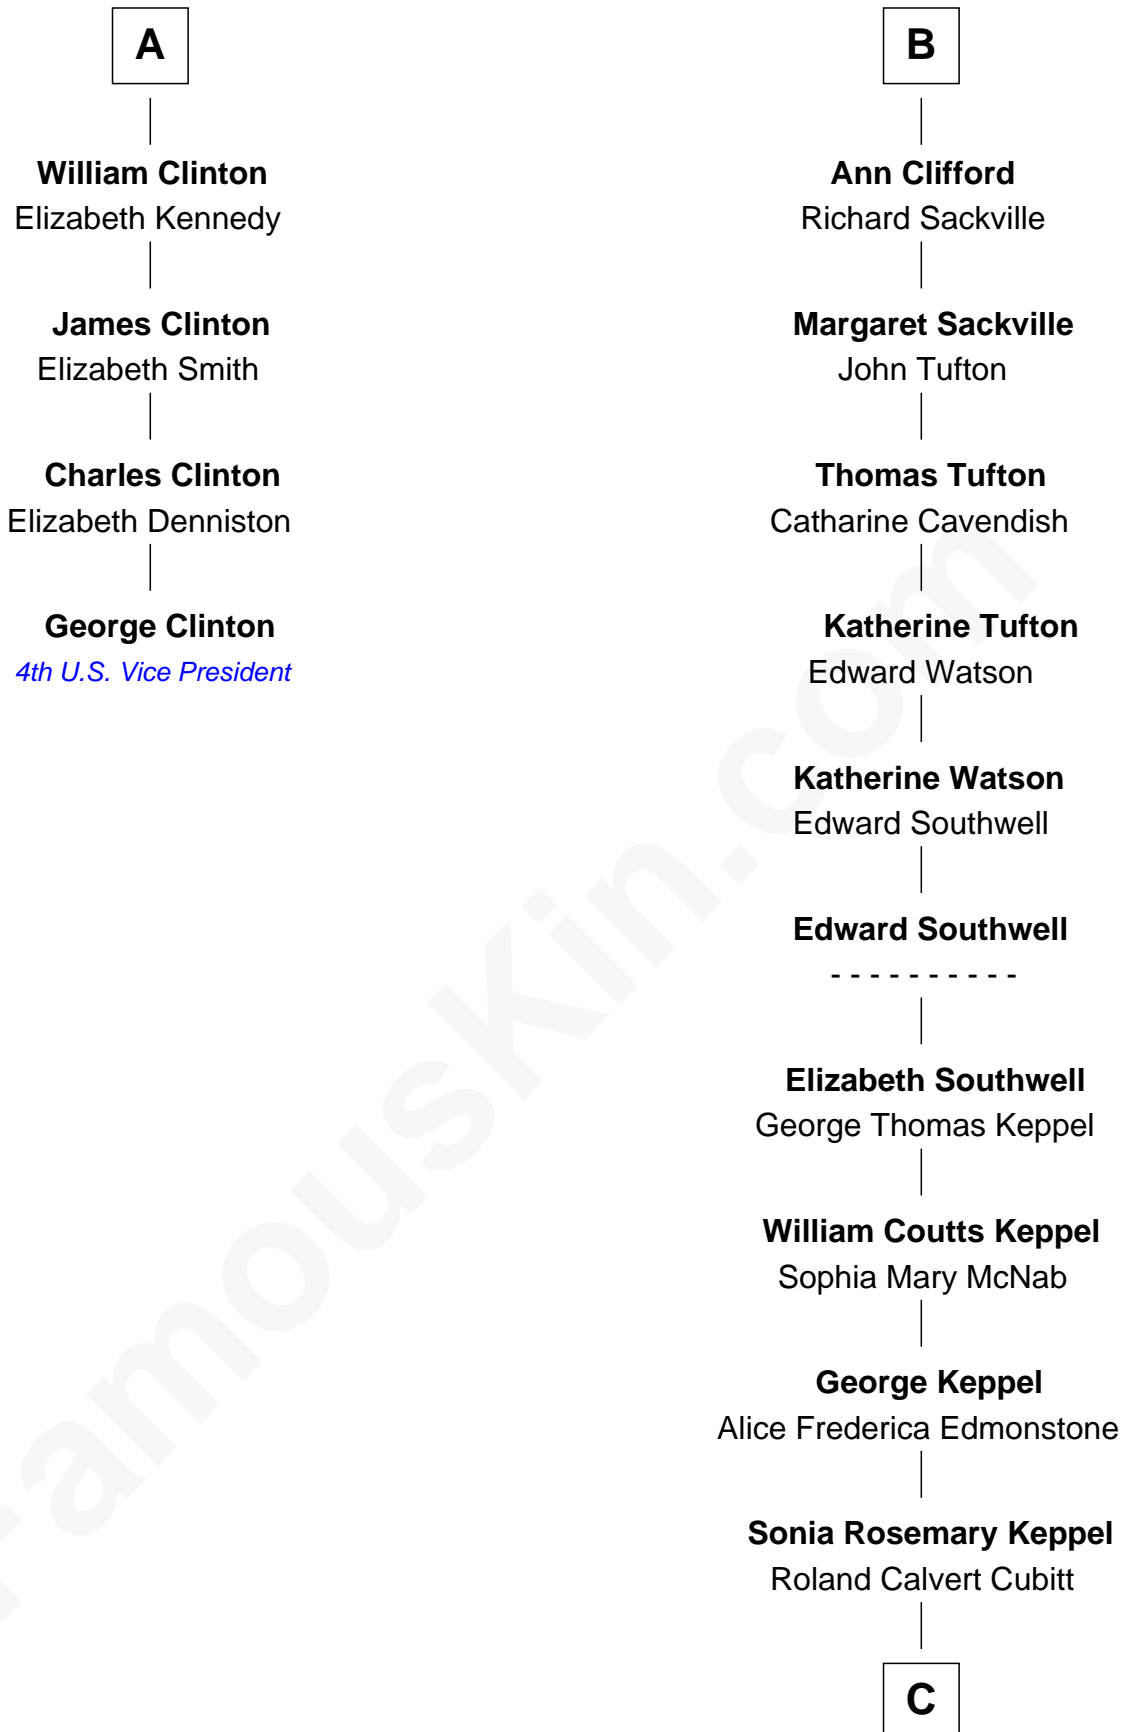 A
William Clinton
Elizabeth Kennedy
James Clinton
Elizabeth Smith
Charles Clinton
Elizabeth Denniston
George Clinton
4th U.S. Vice President
B
Ann Clifford
Richard Sackville
Margaret Sackville
John Tufton
Thomas Tufton
Catharine Cavendish
Katherine Tufton
Edward Watson
Katherine Watson
Edward Southwell
Edward Southwell
- - - - - - - - - -
Elizabeth Southwell
George Thomas Keppel
William Coutts Keppel
Sophia Mary McNab
George Keppel
Alice Frederica Edmonstone
Sonia Rosemary Keppel
Roland Calvert Cubitt
C
FamousKin.com